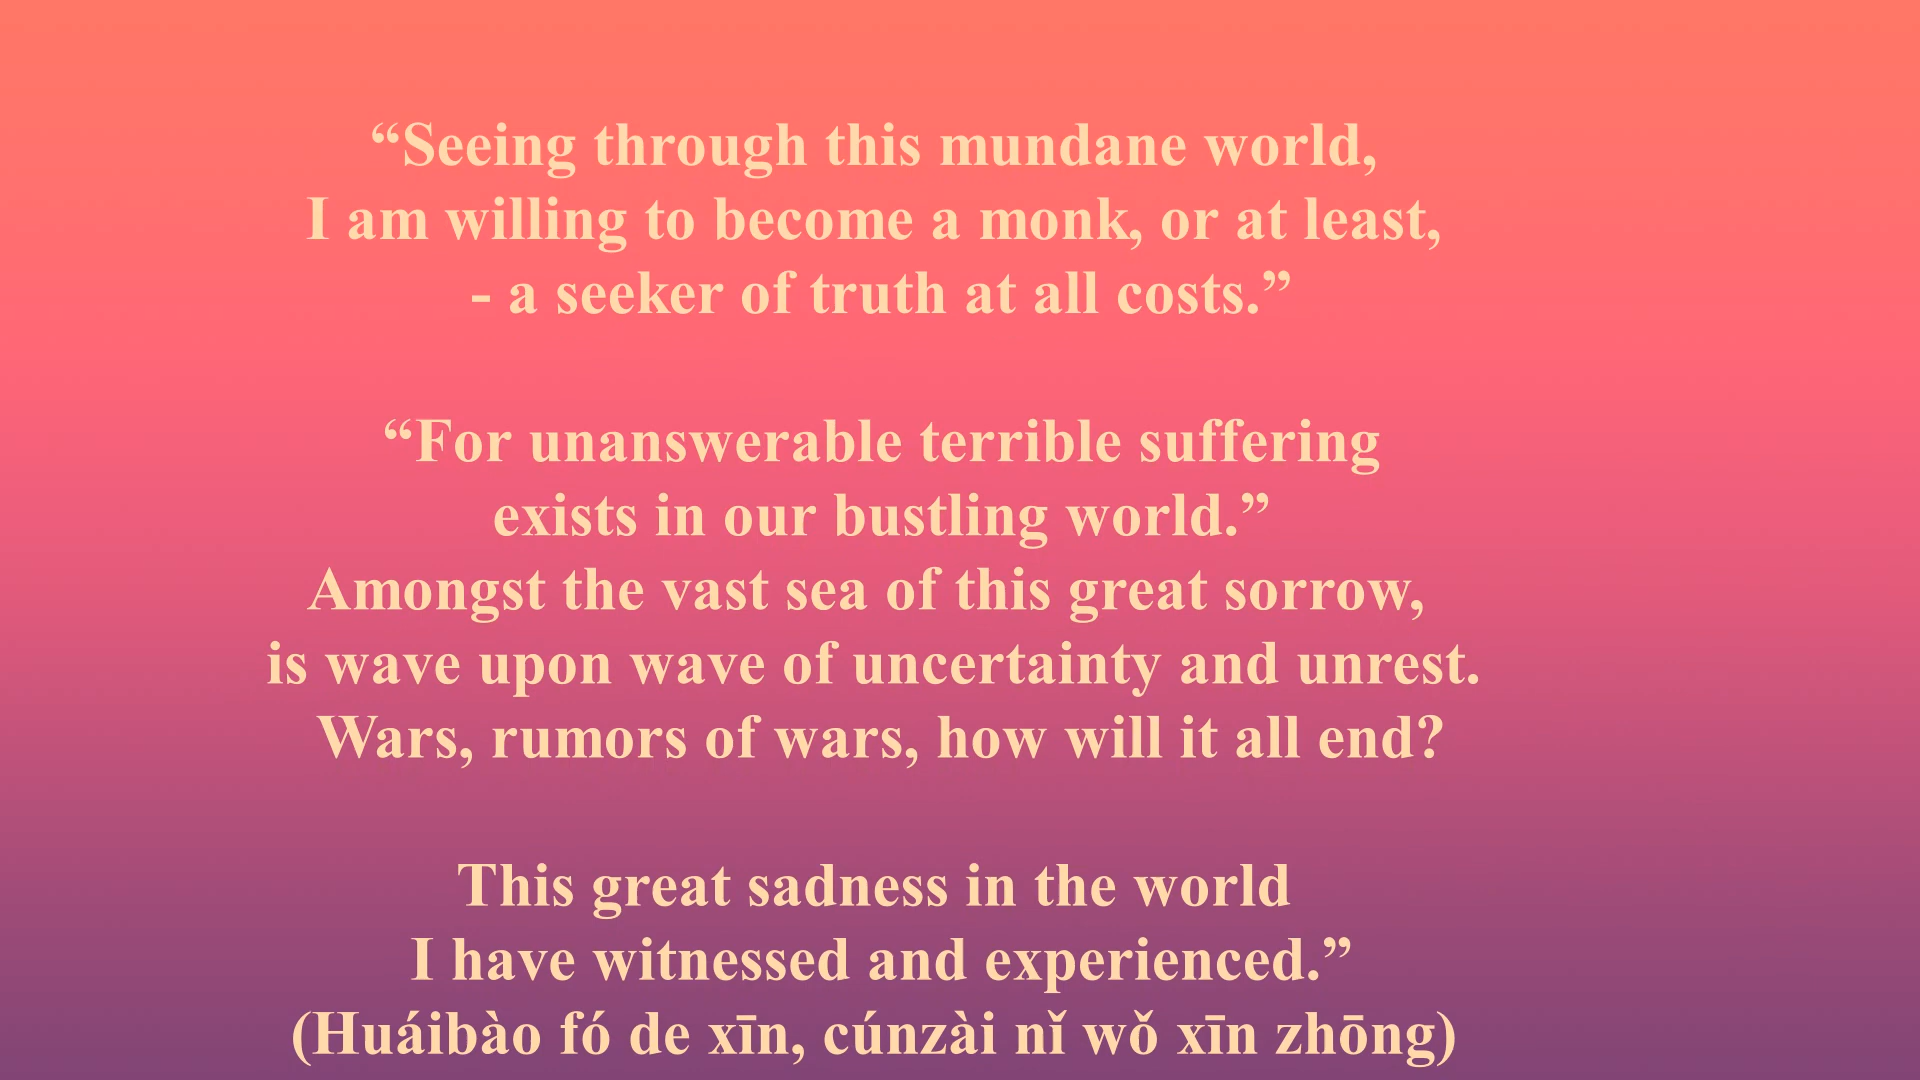 “Seeing through this mundane world,
I am willing to become a monk, or at least,
- a seeker of truth at all costs.”
“For unanswerable terrible suffering
exists in our bustling world.”
Amongst the vast sea of this great sorrow,
is wave upon wave of uncertainty and unrest.
Wars, rumors of wars, how will it all end?
This great sadness in the world
I have witnessed and experienced.”
(Huáibào fó de xīn, cúnzài nǐ wǒ xīn zhōng)